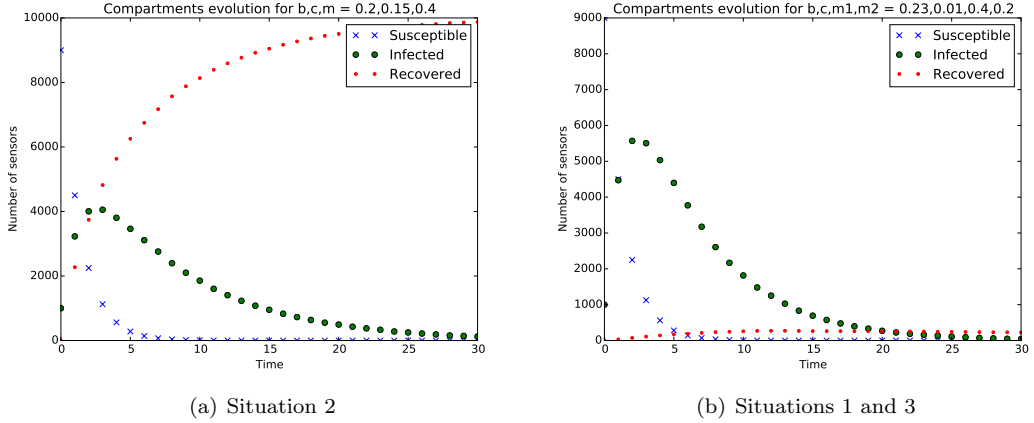 Compartments evolution for b,c,m = 0.2,0.15,0.4
10000
8000
6000
4000
2000
0
Number of sensors
0 5 10 15 20 25 30
Time
Susceptible
Infected
Recovered
(a) Situation 2
Compartments evolution for b,c,m1,m2 = 0.23,0.01,0.4,0.2
9000
8000
7000
6000
5000
4000
3000
2000
1000
0
Number of sensors
0 5 10 15 20 25 30
Time
Susceptible
Infected
Recovered
(b) Situations 1 and 3